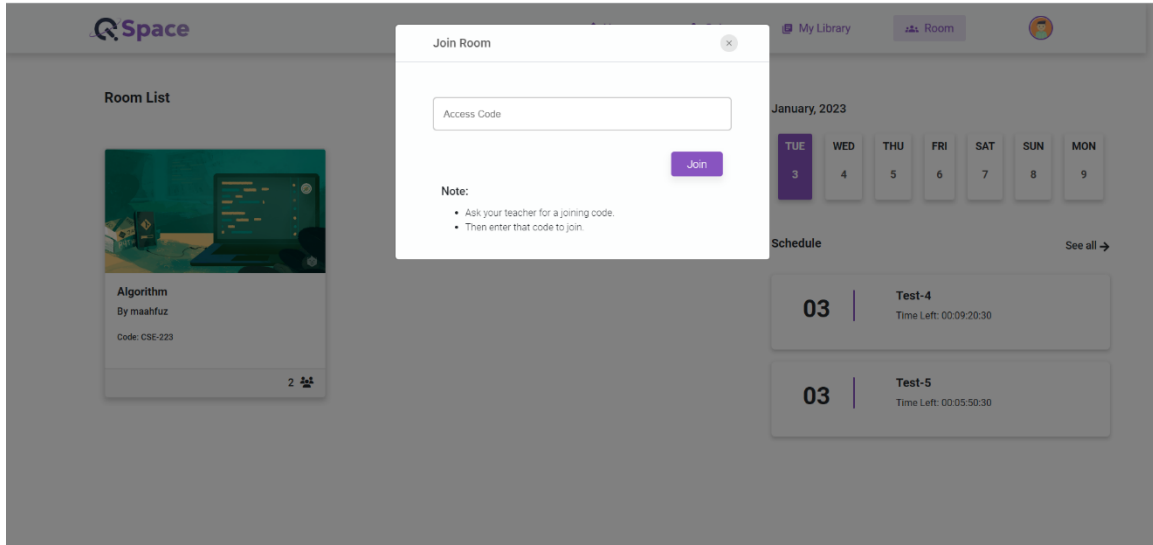 Q'Space
My Library
Room
Join Room
Access Code
Join
Note:
Ask your teacher for a joining code.
Then enter that code to join.
Room List
Algorithm
By maahfuz
Code: CSE-223
2
January, 2023
TUE WED THU FRI SAT SUN MON
3 4 5 6 7 8 9
Schedule See all →
03 Test-4
Time Left: 00:09:20:30
03 Test-5
Time Left: 00:05:50:30